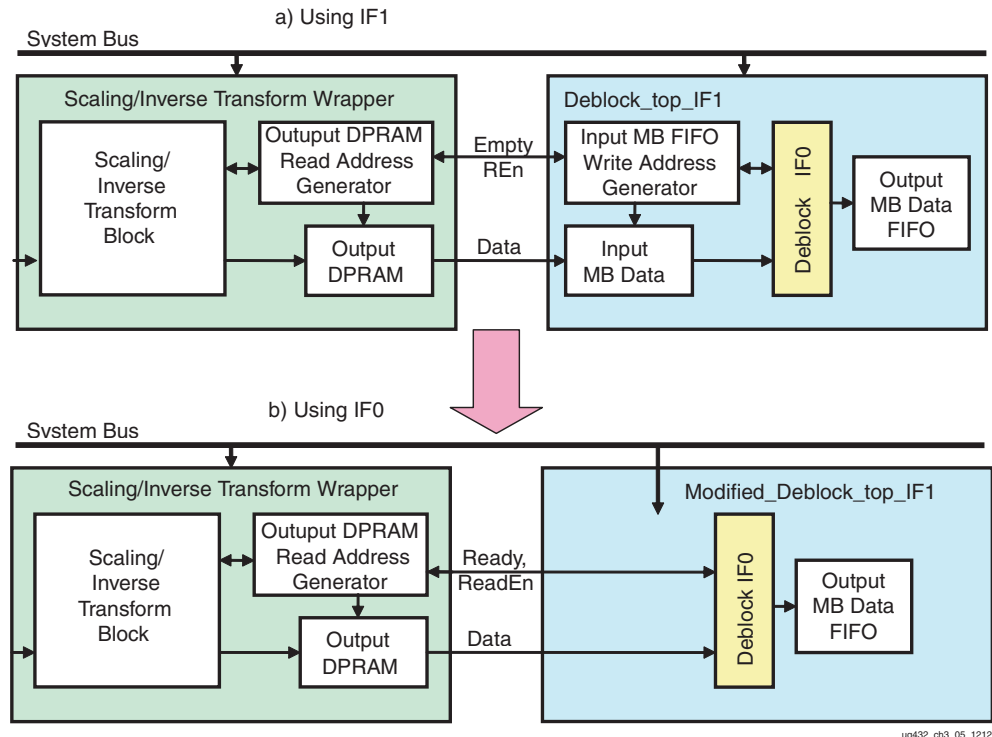 a) Using IF1
System Bus
Scaling/Inverse Transform Wrapper
Scaling/
Inverse
Transform
Block
Outuput DPRAM
Read Address
Generator
Output
DPRAM
Empty
REn
Data
Deblock_top_IF1
Input MB FIFO
Write Address
Generator
Input
MB Data
Deblock IF0
Output
MB Data
FIFO
b) Using IF0
System Bus
Scaling/Inverse Transform Wrapper
Scaling/
Inverse
Transform
Block
Outuput DPRAM
Read Address
Generator
Output
DPRAM
Ready,
ReadEn
Data
Modified_Deblock_top_IF1
Deblock IF0
Output
MB Data
FIFO
ug432_ch3_05_1212